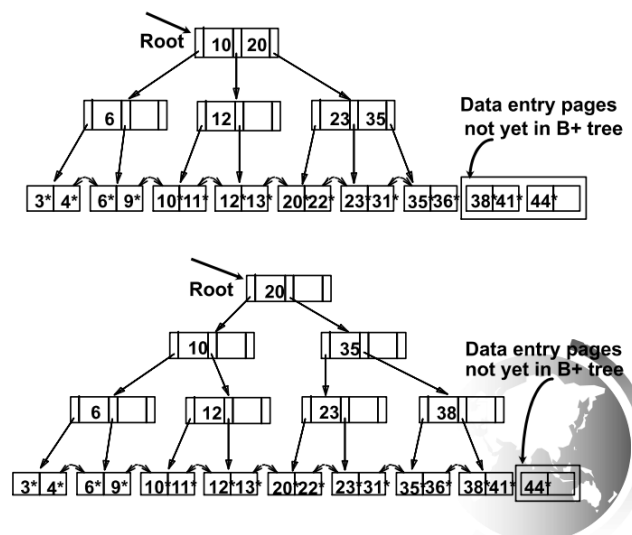 Root 10 20
Data entry pages
not yet in B+ tree
6 12 23 35
3* 4* 6* 9* 10* 11* 12* 13* 20* 22* 23* 31* 35* 36* 38* 41* 44*
Root 20
Data entry pages
not yet in B+ tree
10 35
6 12 23 38
3* 4* 6* 9* 10* 11* 12* 13* 20* 22* 23* 31* 35* 36* 38* 41* 44*